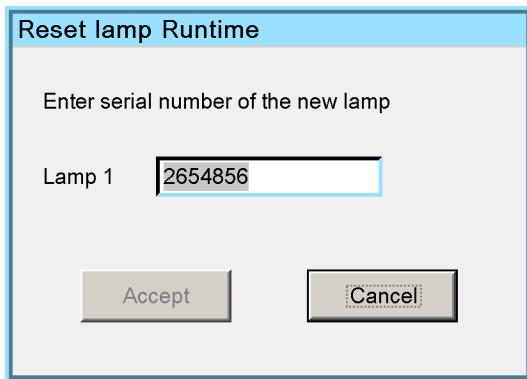 Reset lamp Runtime
Enter serial number of the new lamp
Lamp 1 2654856
Accept Cancel